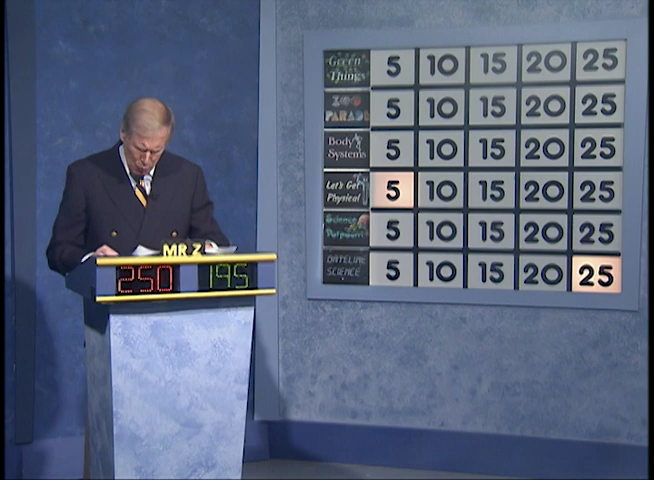 Green Things 5 10 15 20 25
ZOO PARADE 5 10 15 20 25
Body Systems 5 10 15 20 25
Let's Get Physical 5 10 15 20 25
Science Potpourri 5 10 15 20 25
DATELINE SCIENCE 5 10 15 20 25
MR. Z
250 195